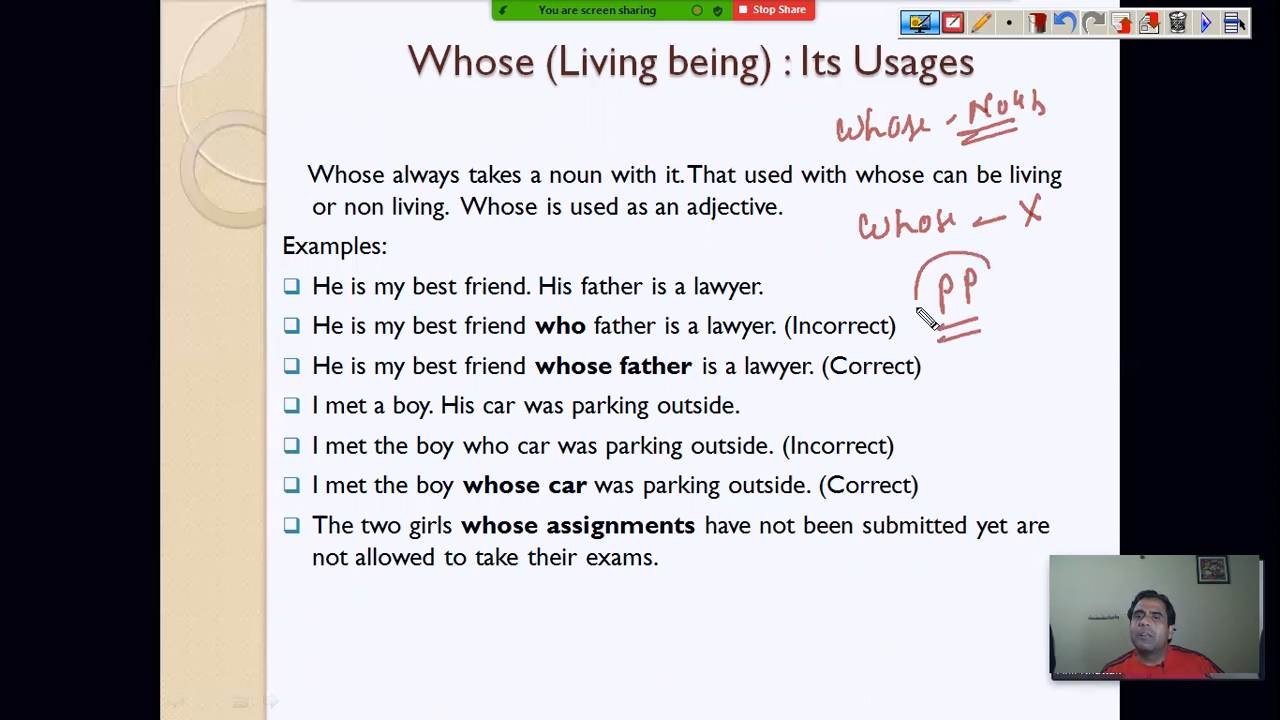 You are screen sharing
Stop Share
Whose (Living being) : Its Usages
Whose - Noun
Whose always takes a noun with it. That used with whose can be living
or non living. Whose is used as an adjective.
Whose - X
Examples:
PP
He is my best friend. His father is a lawyer.
He is my best friend who father is a lawyer. (Incorrect)
He is my best friend whose father is a lawyer. (Correct)
I met a boy. His car was parking outside.
I met the boy who car was parking outside. (Incorrect)
I met the boy whose car was parking outside. (Correct)
The two girls whose assignments have not been submitted yet are
not allowed to take their exams.